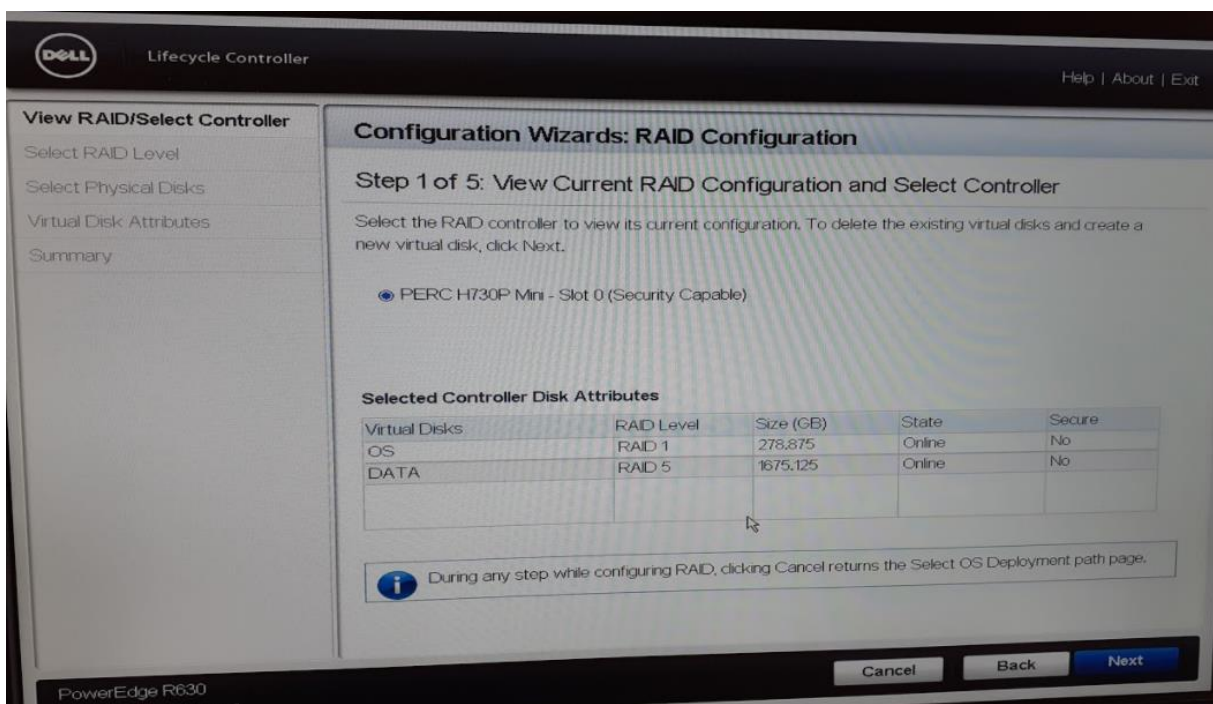 DELL
Lifecycle Controller
Help | About | Exit
View RAID/Select Controller
Select RAID Level
Select Physical Disks
Virtual Disk Attributes
Summary
Configuration Wizards: RAID Configuration
Step 1 of 5: View Current RAID Configuration and Select Controller
Select the RAID controller to view its current configuration. To delete the existing virtual disks and create a
new virtual disk, click Next.
PERC H730P Mini - Slot 0 (Security Capable)
Selected Controller Disk Attributes
Virtual Disks RAID Level Size (GB) State Secure
OS RAID 1 278.875 Online No
DATA RAID 5 1675.125 Online No
During any step while configuring RAID, clicking Cancel returns the Select OS Deployment path page.
Cancel Back Next
PowerEdge R630